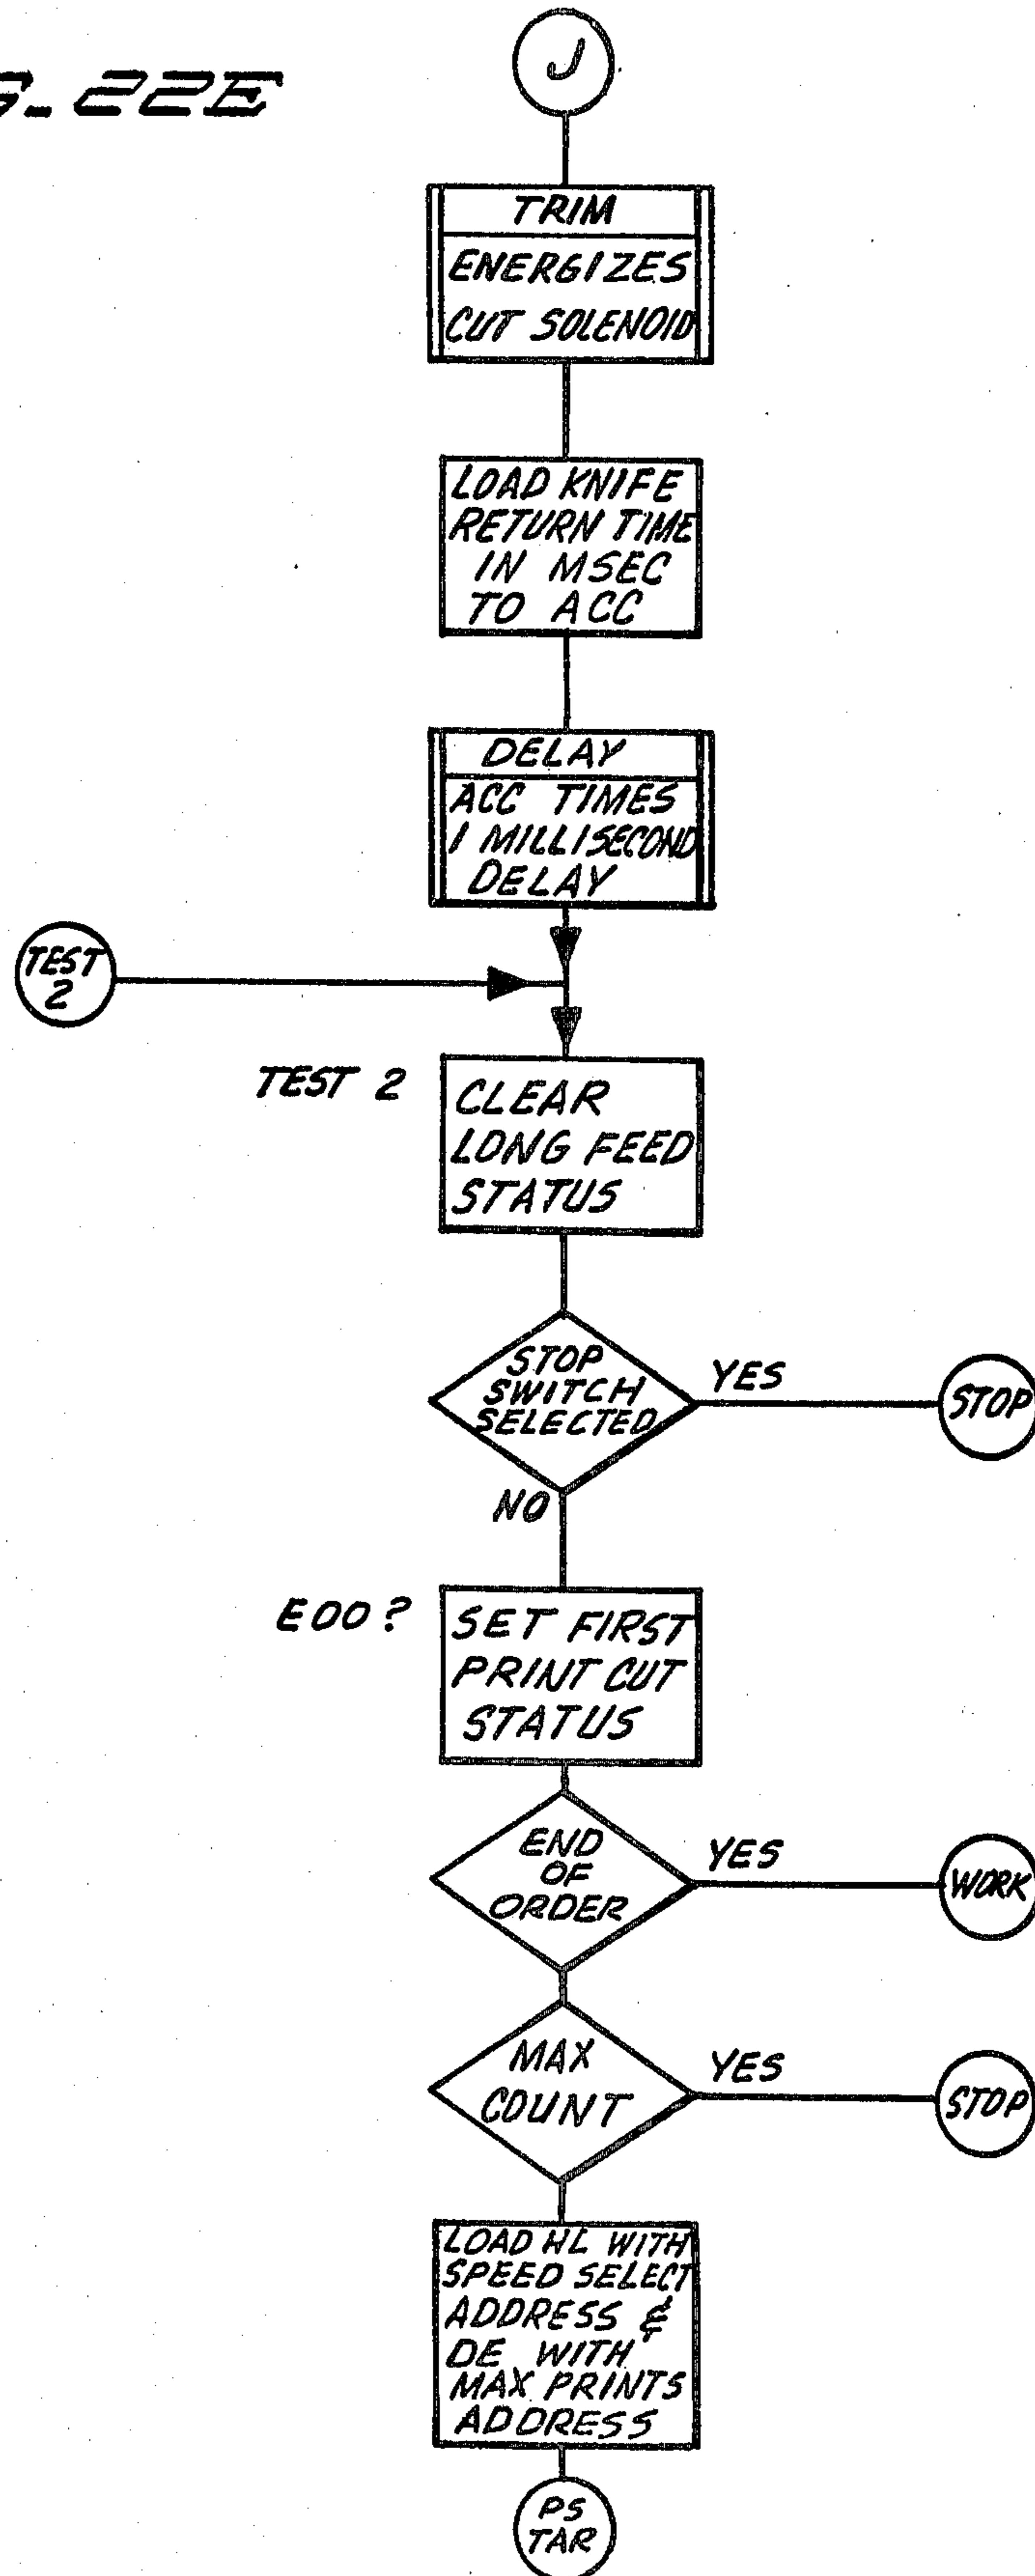 G-22E
J
TRIM
ENERGIZES
CUT SOLENOID
LOAD KNIFE
RETURN TIME
IN MSEC
TO ACC
DELAY
ACC TIMES
1 MILLISECOND
DELAY
TEST
2
TEST 2
CLEAR
LONG FEED
STATUS
STOP
SWITCH
SELECTED
YES
STOP
NO
EOO?
SET FIRST
PRINT CUT
STATUS
END
OF
ORDER
YES
WORK
MAX
COUNT
YES
STOP
LOAD HL WITH
SPEED SELECT
ADDRESS &
DE WITH
MAX PRINTS
ADDRESS
PS
TAR